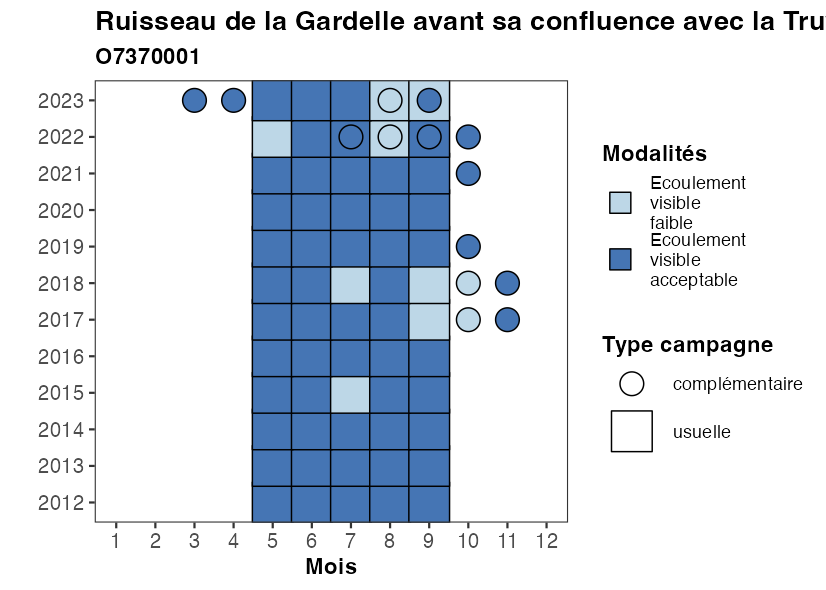 Ruisseau de la Gardelle avant sa confluence avec la Tru
O7370001
2023
2022
2021
2020
2019
2018
2017
2016
2015
2014
2013
2012
1 2 3 4 5 6 7 8 9 10 11 12
Mois
Modalités
Ecoulement
visible
faible
Ecoulement
visible
acceptable
Type campagne
complémentaire
usuelle